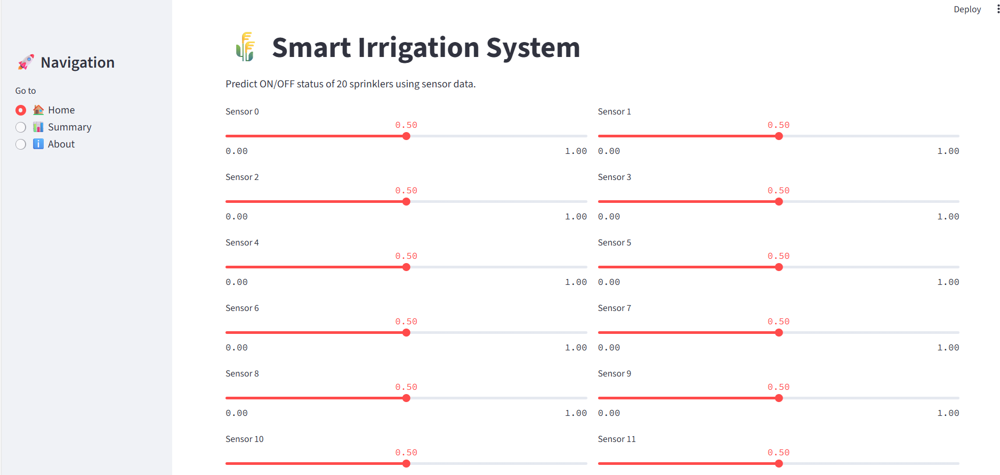 Deploy
Navigation
Go to
Home
Summary
About
Smart Irrigation System
Predict ON/OFF status of 20 sprinklers using sensor data.
Sensor 0
0.50
0.00 1.00
Sensor 1
0.50
0.00 1.00
Sensor 2
0.50
0.00 1.00
Sensor 3
0.50
0.00 1.00
Sensor 4
0.50
0.00 1.00
Sensor 5
0.50
0.00 1.00
Sensor 6
0.50
0.00 1.00
Sensor 7
0.50
0.00 1.00
Sensor 8
0.50
0.00 1.00
Sensor 9
0.50
0.00 1.00
Sensor 10
0.50
Sensor 11
0.50